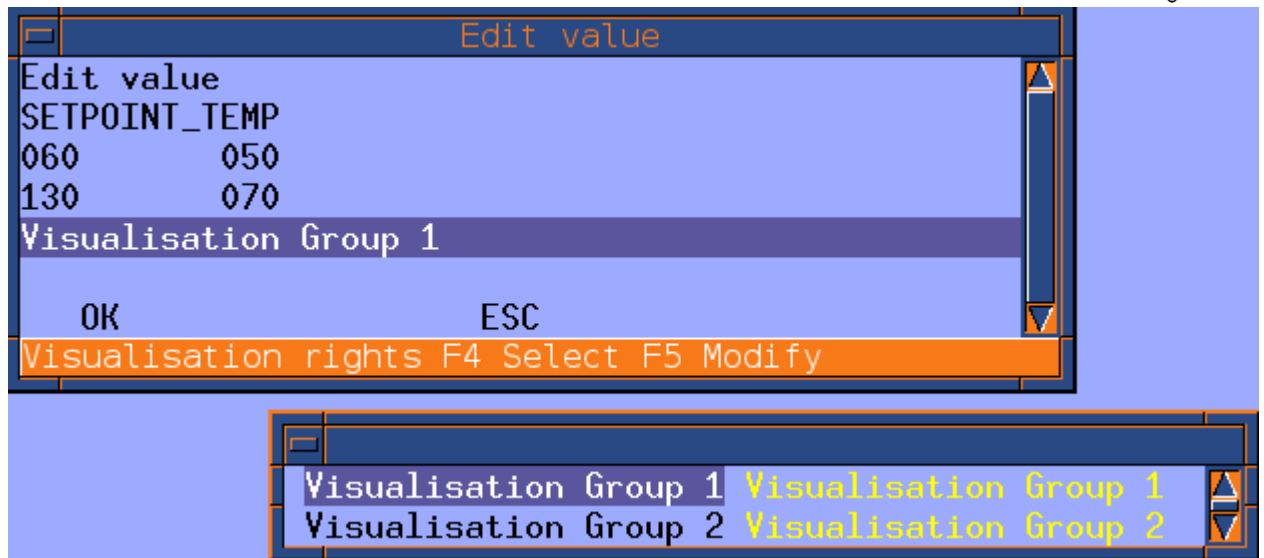 Edit value
Edit value
SETPOINT_TEMP
060 050
130 070
Visualisation Group 1
OK ESC
Visualisation rights F4 Select F5 Modify
Visualisation Group 1 Visualisation Group 1
Visualisation Group 2 Visualisation Group 2